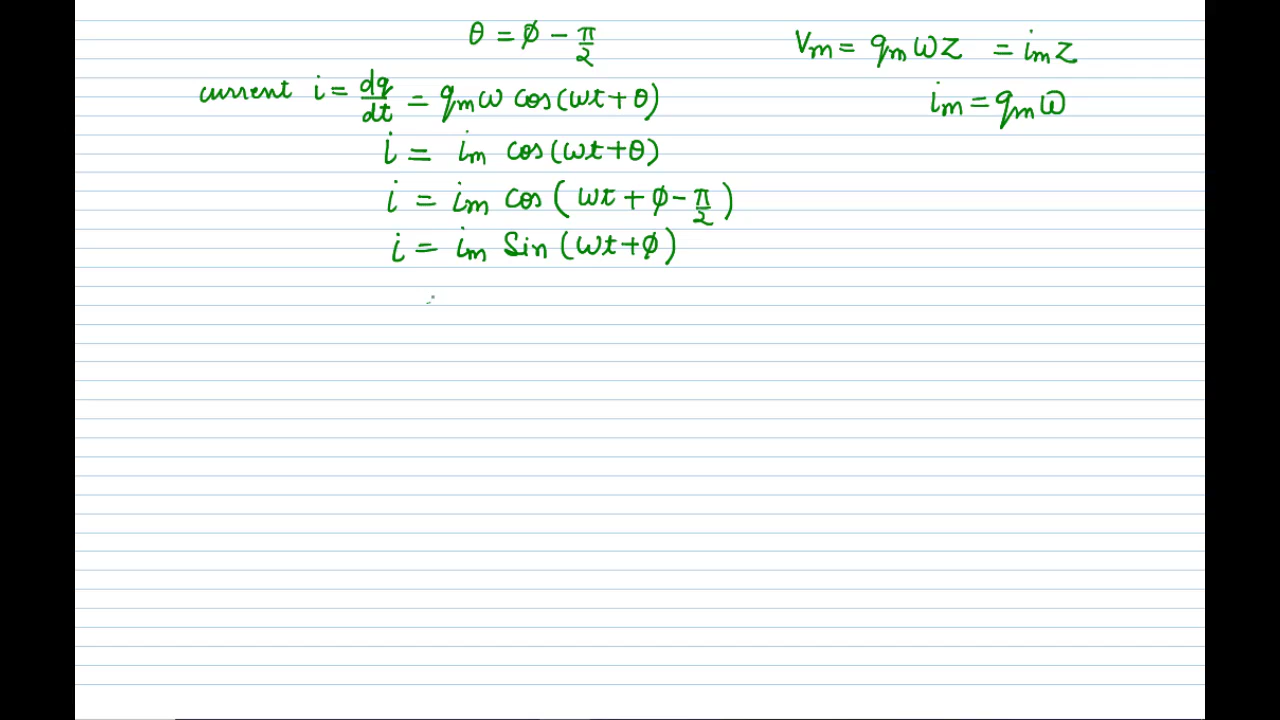 θ = φ - π/2
Vm = qm ω Z = im Z
current i = dq/dt = qm ω cos(ωt + θ)
im = qm ω
i = im cos(ωt + θ)
i = im cos(ωt + φ - π/2)
i = im Sin(ωt + φ)